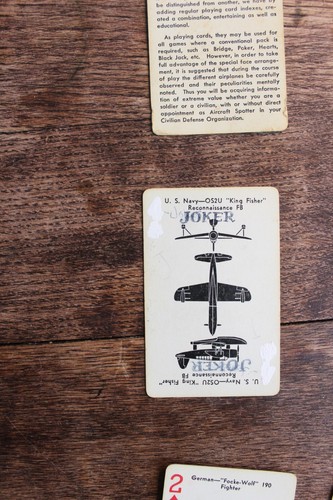 be distinguished from another, we have by
adding regular playing card indexes, cre-
ated a combination, entertaining as well as
educational.
As playing cards, they may be used for
all games where a conventional pack is
required, such as Bridge, Poker, Hearts,
Black Jack, etc. However, in order to take
full advantage of the special face arrange-
ment, it is suggested that during the course
of play the different airplanes be carefully
observed and their peculiarities mentally
noted. Thus you will be acquiring informa-
tion of extreme value whether you are a
soldier or a civilian, with or without direct
appointment as Aircraft Spotter in your
Civilian Defense Organization.
U. S. Navy—OS2U "King Fisher"
Reconnaissance FB
JOKER
JOKER
Reconnaissance FB
U. S. Navy—OS2U "King Fisher"
2
German—"Focke-Wulf" 190
Fighter